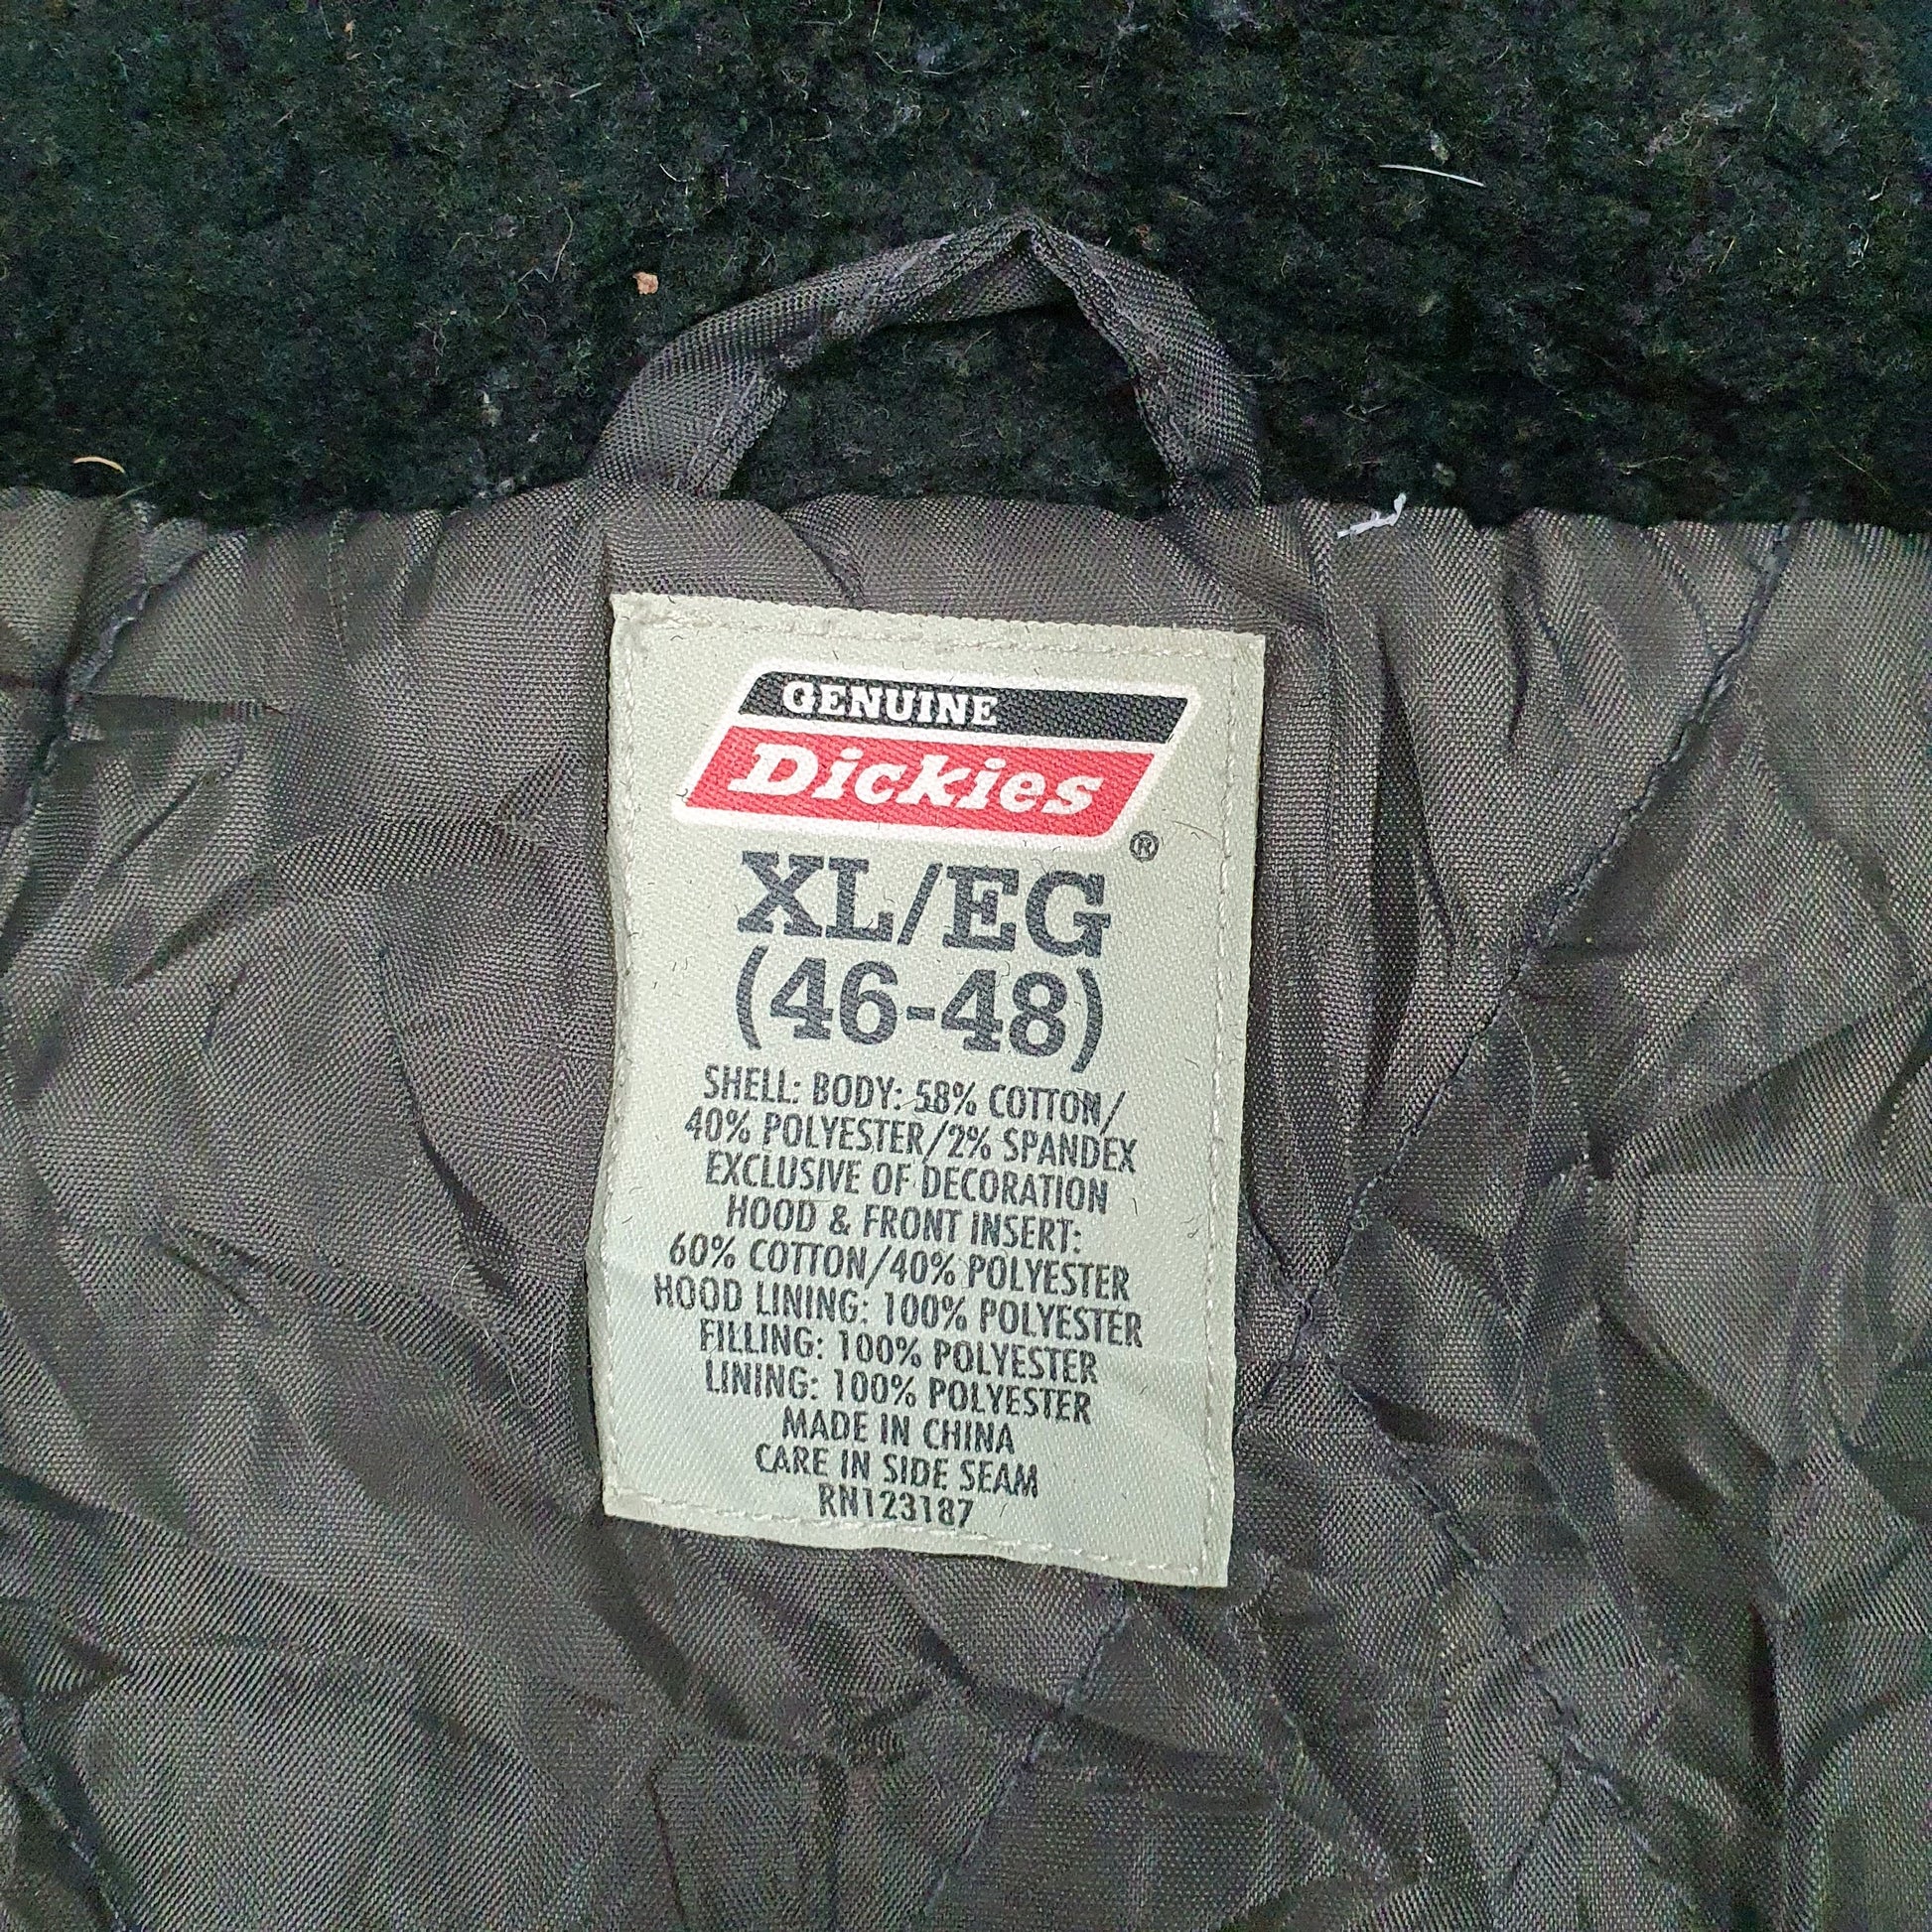 GENUINE
Dickies
®
XL/EG
(46-48)
SHELL: BODY: 58% COTTON/
40% POLYESTER/2% SPANDEX
EXCLUSIVE OF DECORATION
HOOD & FRONT INSERT:
60% COTTON/40% POLYESTER
HOOD LINING: 100% POLYESTER
FILLING: 100% POLYESTER
LINING: 100% POLYESTER
MADE IN CHINA
CARE IN SIDE SEAM
RN123187